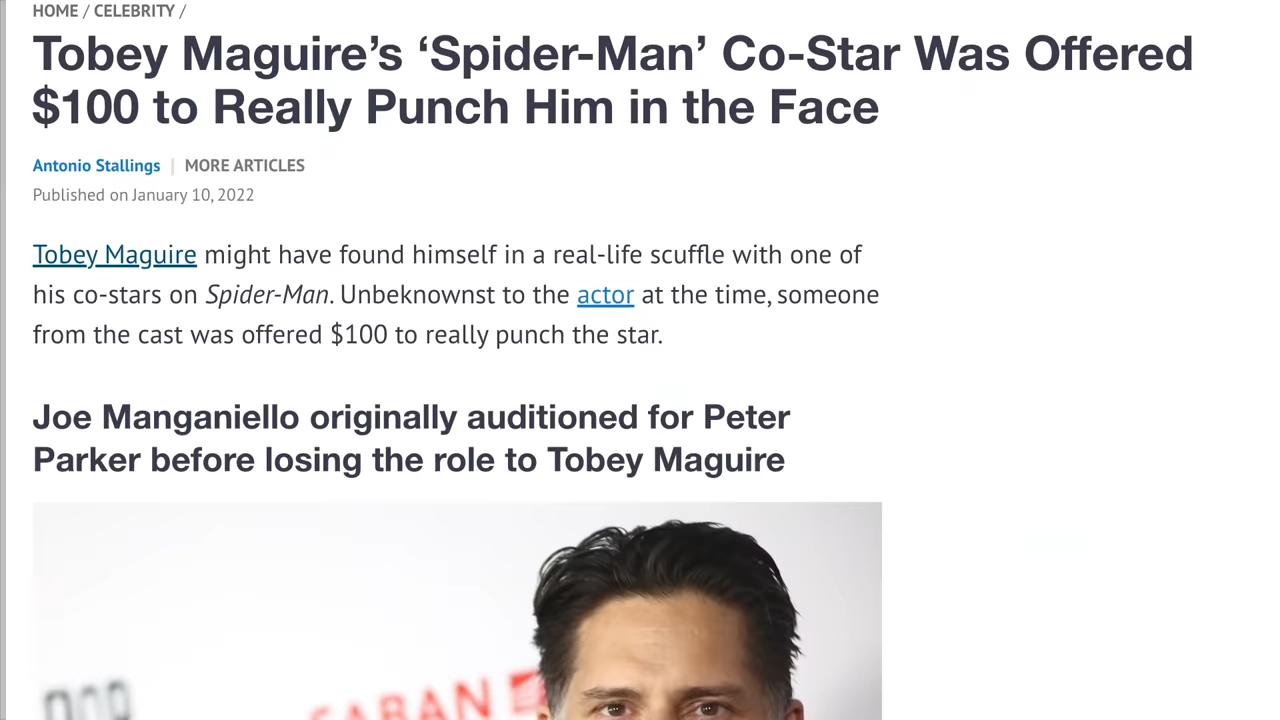 HOME / CELEBRITY /
Tobey Maguire’s ‘Spider-Man’ Co-Star Was Offered
$100 to Really Punch Him in the Face
Antonio Stallings | MORE ARTICLES
Published on January 10, 2022
Tobey Maguire might have found himself in a real-life scuffle with one of
his co-stars on Spider-Man. Unbeknownst to the actor at the time, someone
from the cast was offered $100 to really punch the star.
Joe Manganiello originally auditioned for Peter
Parker before losing the role to Tobey Maguire
SABAN